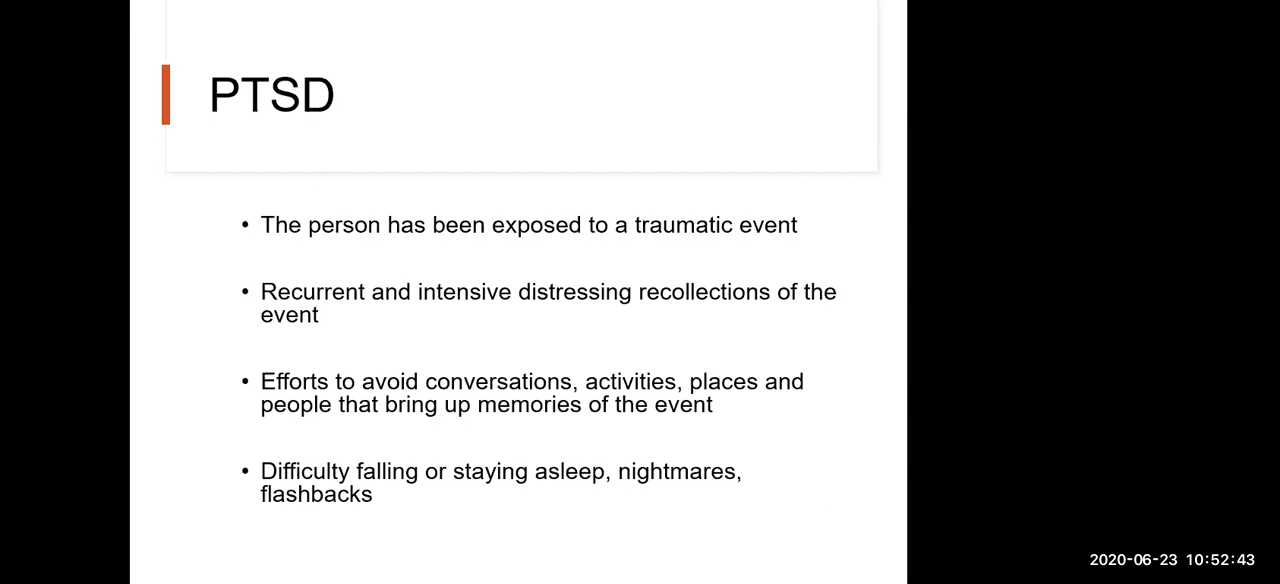 PTSD
• The person has been exposed to a traumatic event
• Recurrent and intensive distressing recollections of the
event
• Efforts to avoid conversations, activities, places and
people that bring up memories of the event
• Difficulty falling or staying asleep, nightmares,
flashbacks
2020-06-23 10:52:43